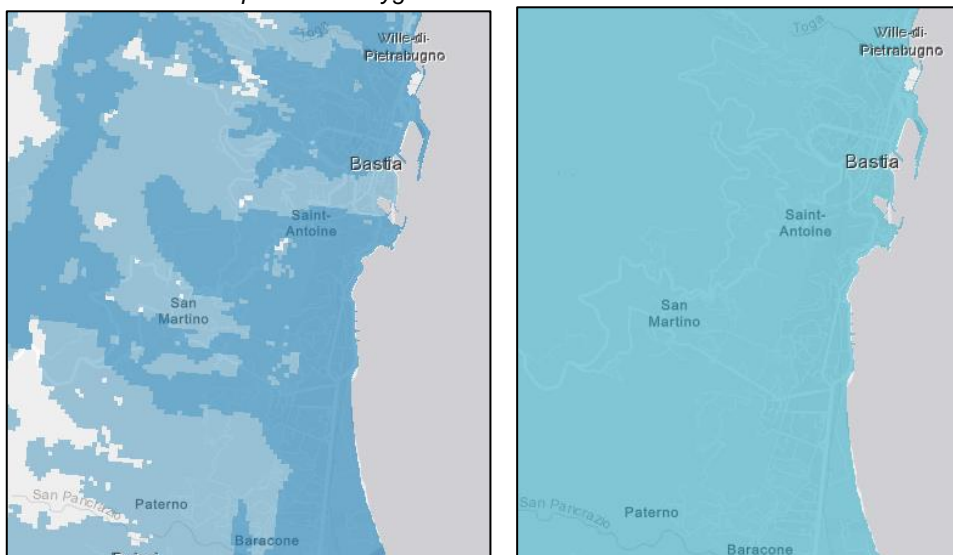 Toga
Ville-di-
Pietrabugno
Bastia
Saint-
Antoine
San
Martino
San Pancrazio
Paterno
Baracone
Toga
Ville-di-
Pietrabugno
Bastia
Saint-
Antoine
San
Martino
San Pancrazio
Paterno
Baracone